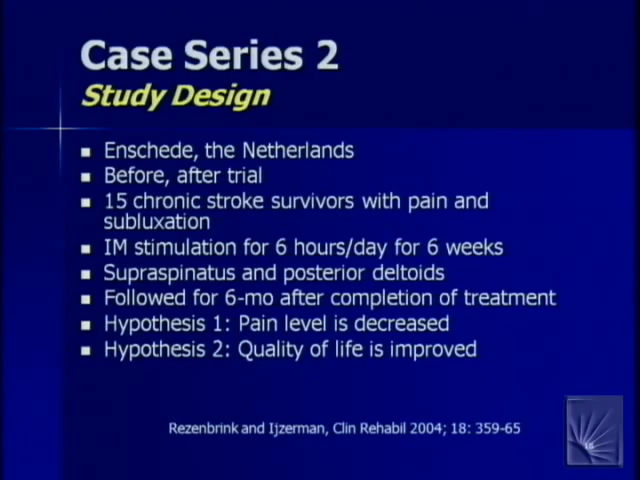 Case Series 2
Study Design
Enschede, the Netherlands
Before, after trial
15 chronic stroke survivors with pain and
subluxation
IM stimulation for 6 hours/day for 6 weeks
Supraspinatus and posterior deltoids
Followed for 6-mo after completion of treatment
Hypothesis 1: Pain level is decreased
Hypothesis 2: Quality of life is improved
Rezenbrink and Ijzerman, Clin Rehabil 2004; 18: 359-65